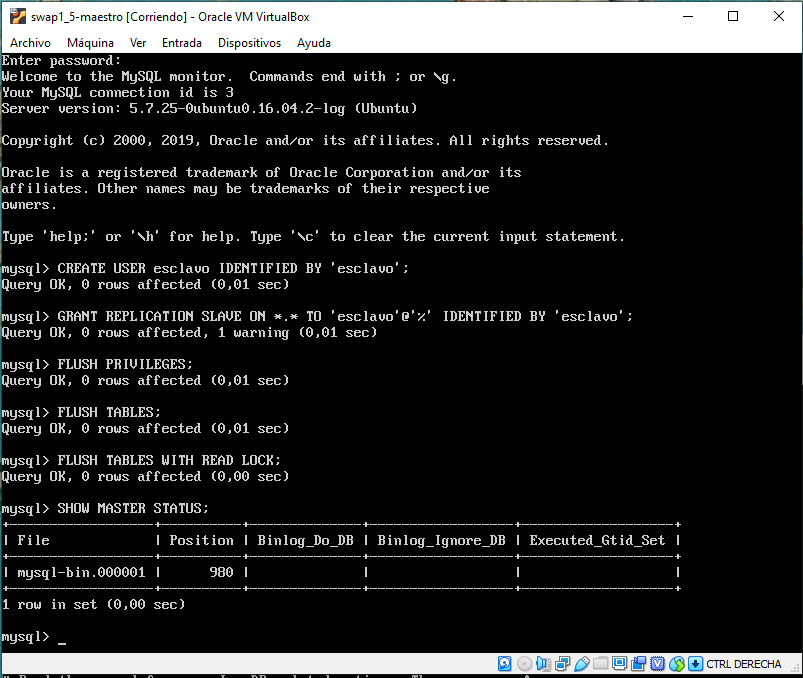 swap1_5-maestro [Corriendo] - Oracle VM VirtualBox
Archivo Máquina Ver Entrada Dispositivos Ayuda
Enter password:
Welcome to the MySQL monitor.  Commands end with ; or \g.
Your MySQL connection id is 3
Server version: 5.7.25-0ubuntu0.16.04.2-log (Ubuntu)
Copyright (c) 2000, 2019, Oracle and/or its affiliates. All rights reserved.
Oracle is a registered trademark of Oracle Corporation and/or its
affiliates. Other names may be trademarks of their respective
owners.
Type 'help;' or '\h' for help. Type '\c' to clear the current input statement.
mysql> CREATE USER esclavo IDENTIFIED BY 'esclavo';
Query OK, 0 rows affected (0,01 sec)
mysql> GRANT REPLICATION SLAVE ON *.* TO 'esclavo'@'%' IDENTIFIED BY 'esclavo';
Query OK, 0 rows affected, 1 warning (0,01 sec)
mysql> FLUSH PRIVILEGES;
Query OK, 0 rows affected (0,01 sec)
mysql> FLUSH TABLES;
Query OK, 0 rows affected (0,01 sec)
mysql> FLUSH TABLES WITH READ LOCK;
Query OK, 0 rows affected (0,00 sec)
mysql> SHOW MASTER STATUS;
+------------------+----------+--------------+------------------+-------------------+
| File             | Position | Binlog_Do_DB | Binlog_Ignore_DB | Executed_Gtid_Set |
+------------------+----------+--------------+------------------+-------------------+
| mysql-bin.000001 |      980 |              |                  |                   |
+------------------+----------+--------------+------------------+-------------------+
1 row in set (0,00 sec)
mysql> _
CTRL DERECHA